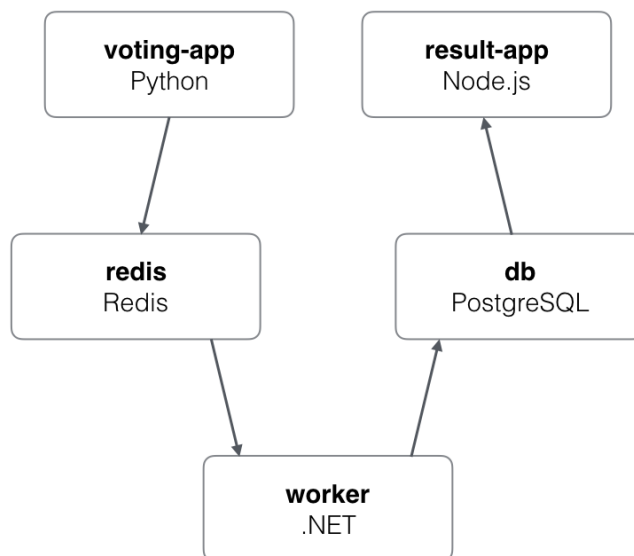 voting-app
Python
result-app
Node.js
redis
Redis
db
PostgreSQL
worker
.NET